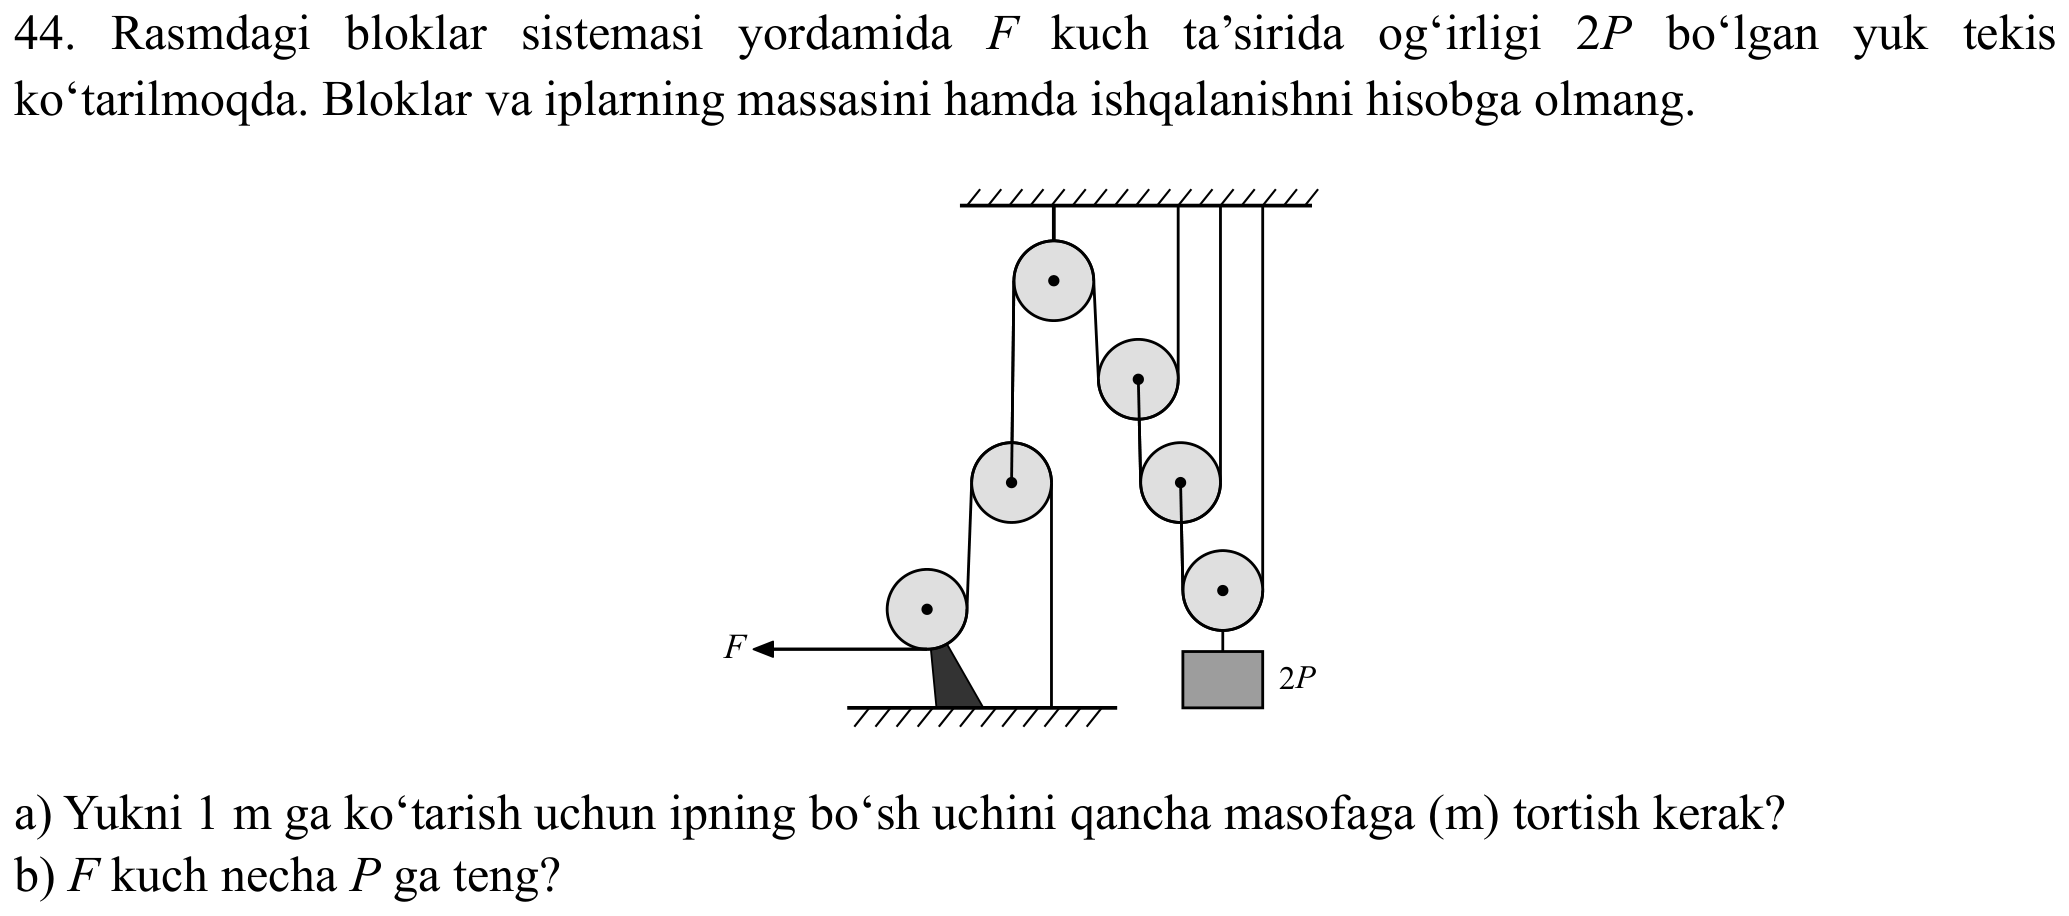 44. Rasmdagi bloklar sistemasi yordamida F kuch ta’sirida og‘irligi 2P bo‘lgan yuk tekis
ko‘tarilmoqda. Bloklar va iplarning massasini hamda ishqalanishni hisobga olmang.
F
2P
a) Yukni 1 m ga ko‘tarish uchun ipning bo‘sh uchini qancha masofaga (m) tortish kerak?
b) F kuch necha P ga teng?